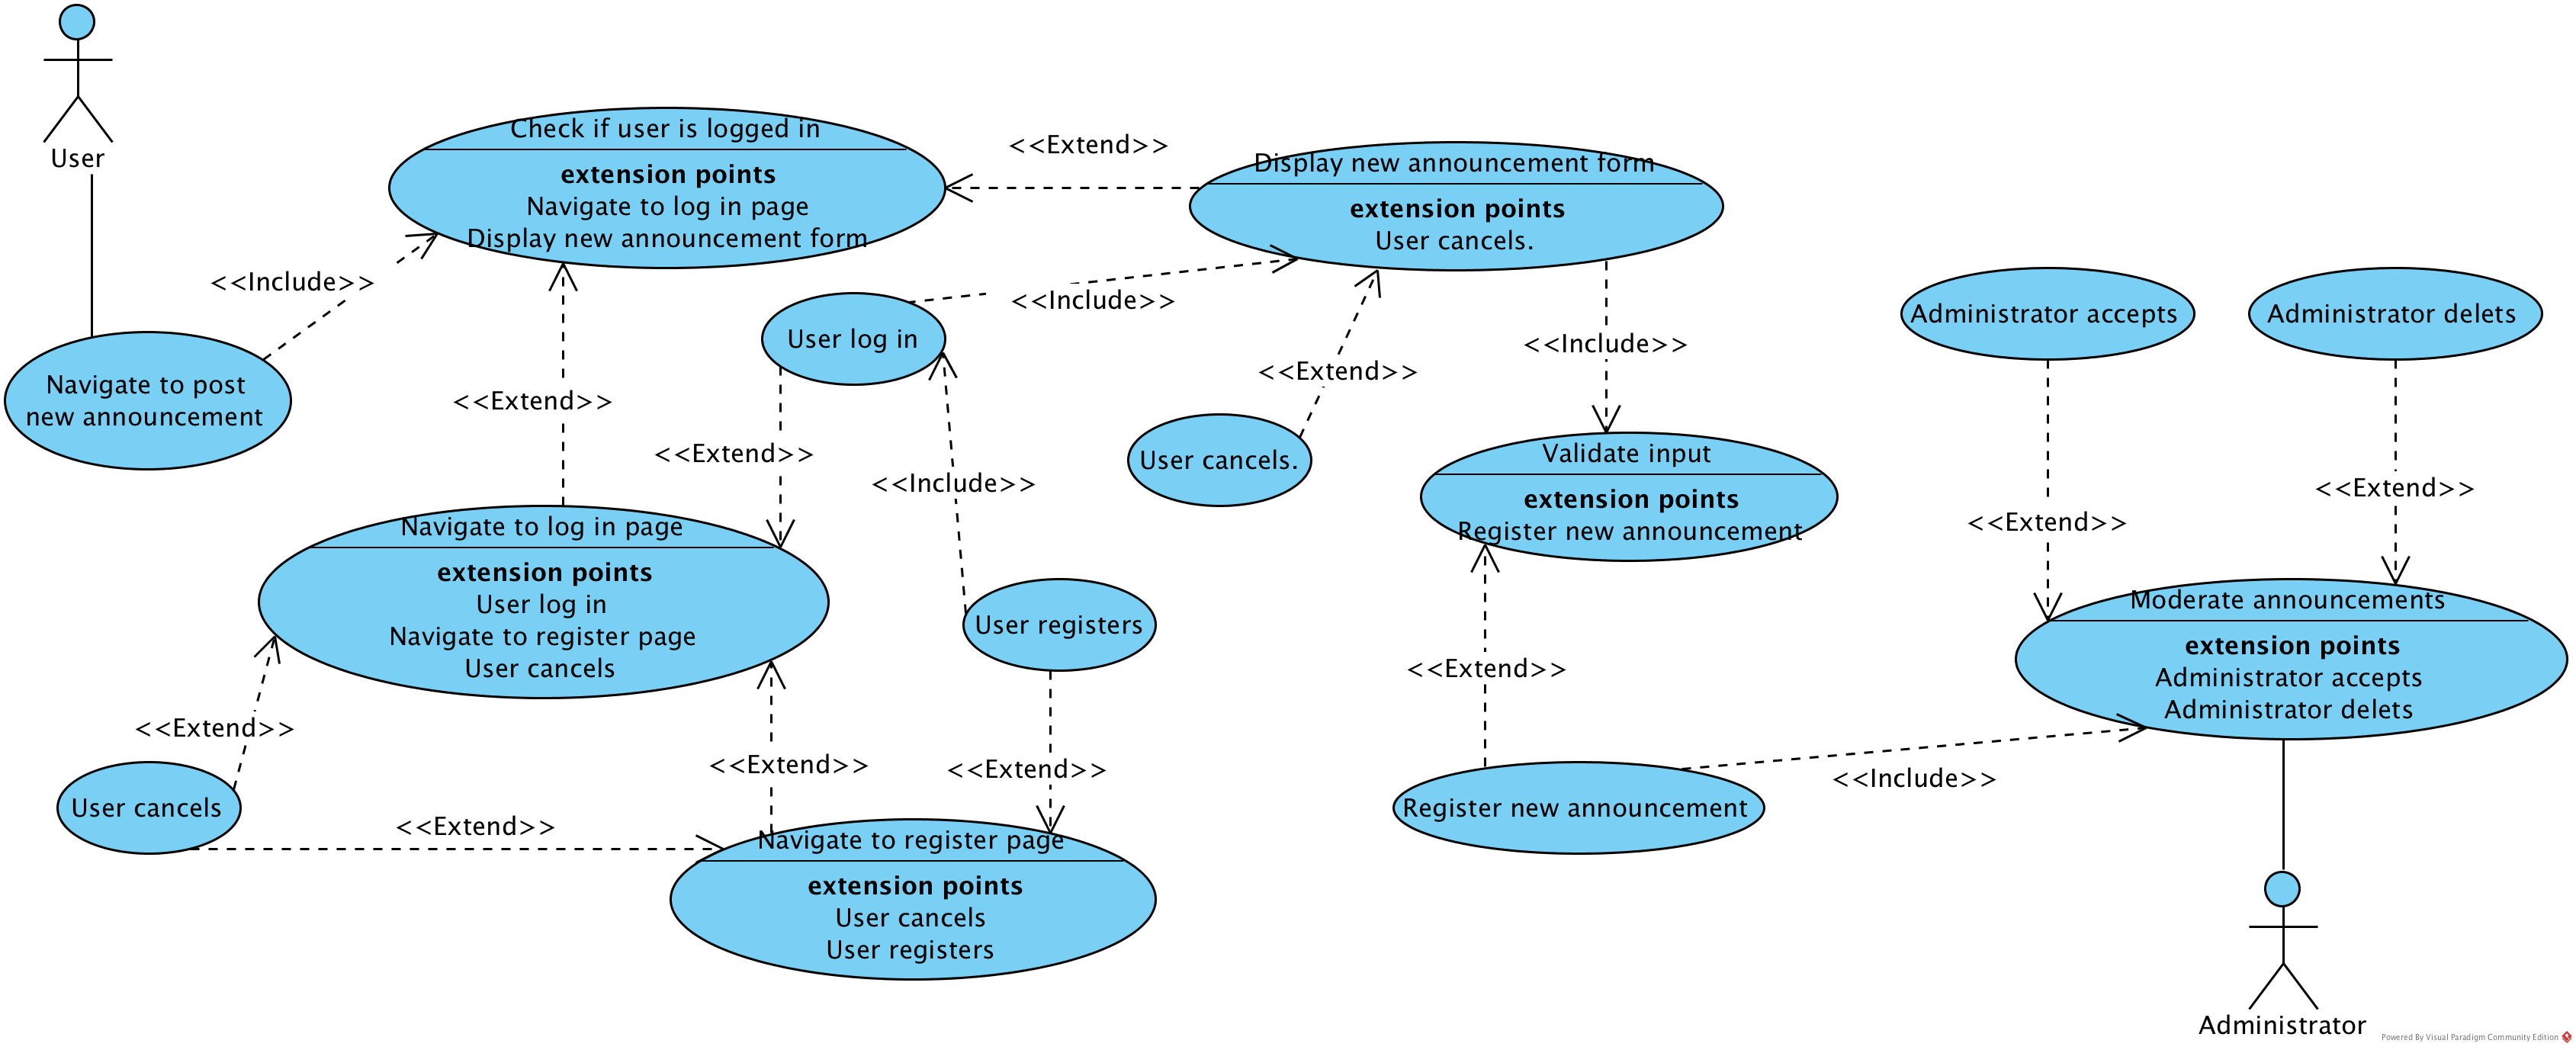 User
Check if user is logged in
extension points
Navigate to log in page
Display new announcement form
<<Extend>>
Display new announcement form
extension points
User cancels.
<<Include>>
Navigate to post
new announcement
<<Extend>>
User log in
<<Include>>
<<Extend>>
User cancels.
<<Include>>
Administrator accepts
Administrator delets
<<Extend>>
<<Include>>
Validate input
extension points
Register new announcement
<<Extend>>
<<Extend>>
Navigate to log in page
extension points
User log in
Navigate to register page
User cancels
User registers
Moderate announcements
extension points
Administrator accepts
Administrator delets
<<Extend>>
<<Extend>>
<<Extend>>
<<Extend>>
<<Include>>
User cancels
<<Extend>>
Register new announcement
Navigate to register page
extension points
User cancels
User registers
Administrator
Powered By Visual Paradigm Community Edition